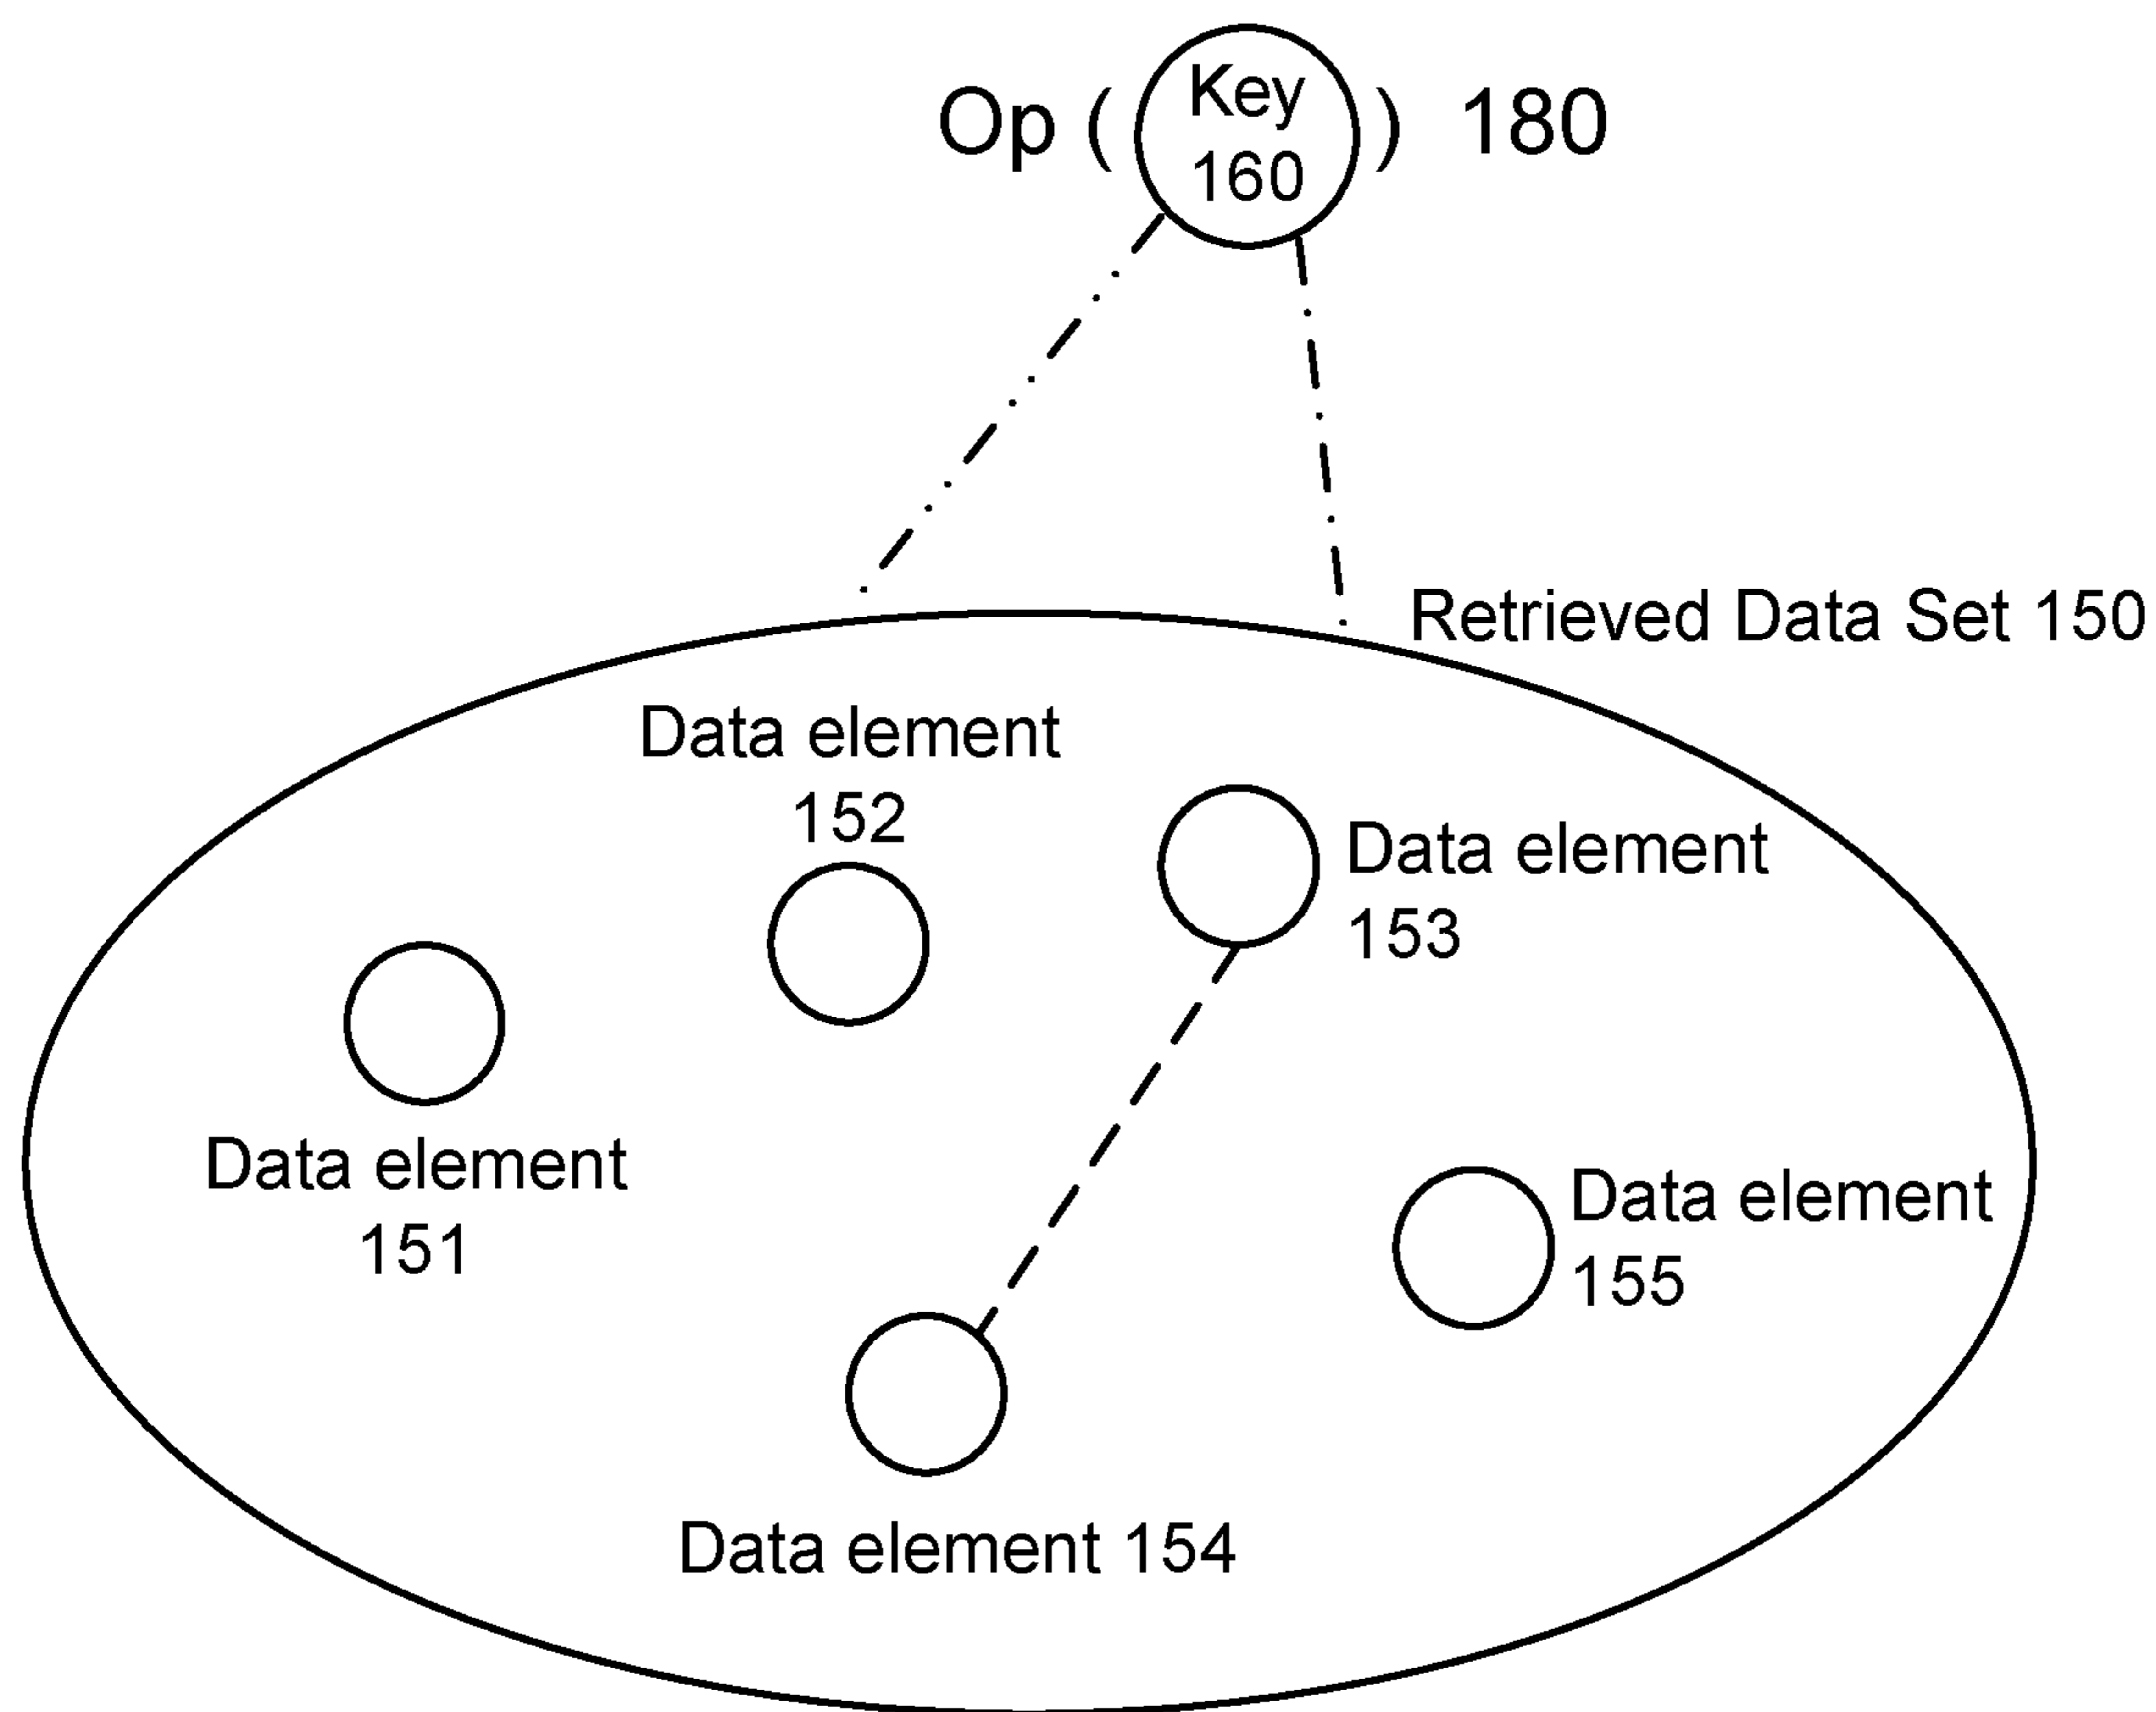 Op ( Key ) 180
160
Retrieved Data Set 150
Data element
152
Data element
153
Data element
151
Data element
155
Data element 154